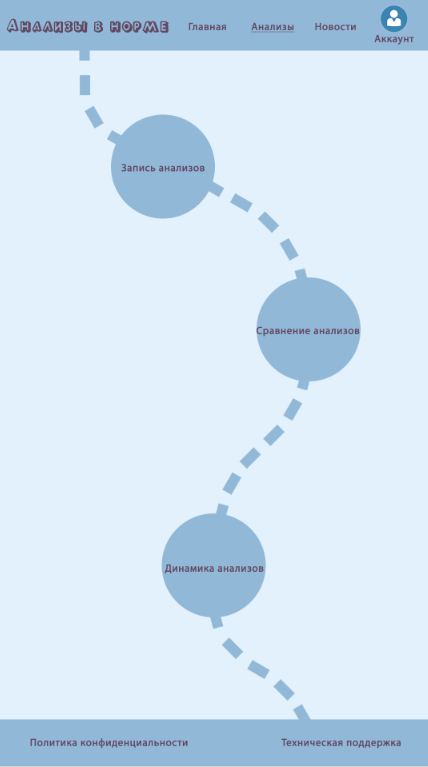 Анализы в норме
Главная
Анализы
Новости
Аккаунт
Запись анализов
Сравнение анализов
Динамика анализов
Политика конфиденциальности
Техническая поддержка